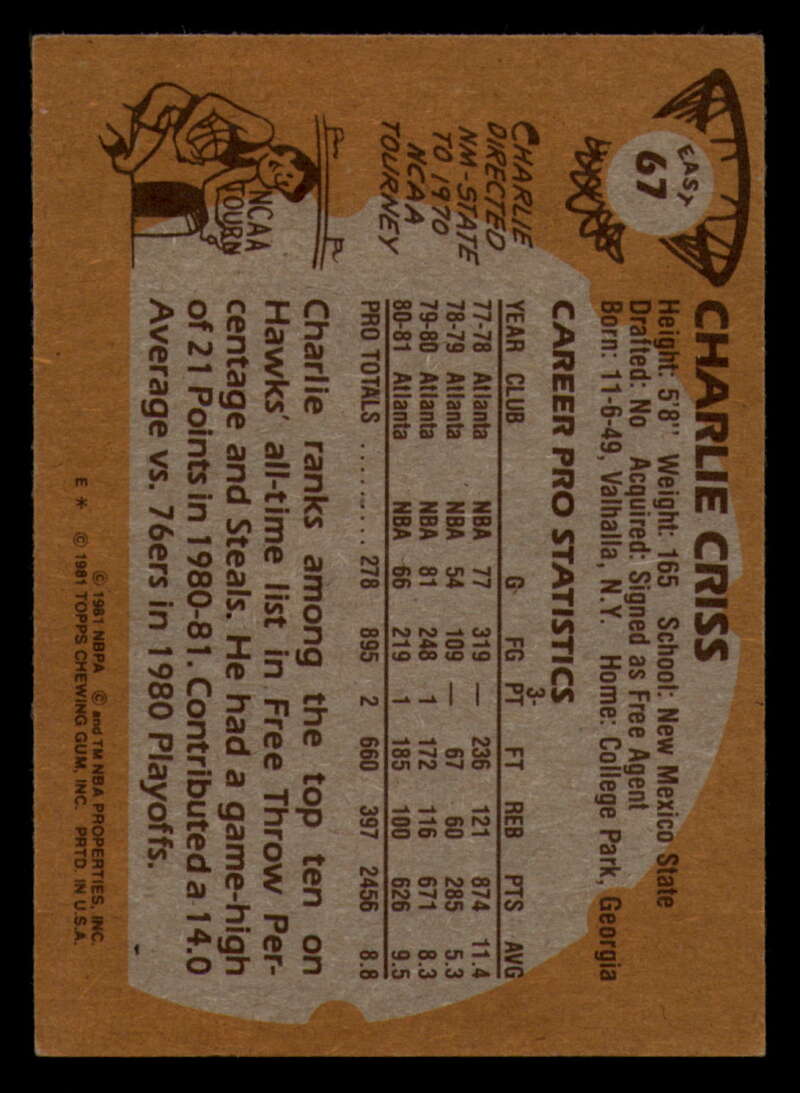 EASY
67
CHARLIE CRISS
Height: 5'8" Weight: 165 School: New Mexico State
Drafted: No Acquired: Signed as Free Agent
Born: 11-6-49, Valhalla, N.Y. Home: College Park, Georgia
CAREER PRO STATISTICS
YEAR CLUB G FG 3-PT FT REB PTS AVG
77-78 Atlanta NBA 77 319 — 236 121 874 11.4
78-79 Atlanta NBA 54 109 — 67 60 285 5.3
79-80 Atlanta NBA 81 248 1 172 116 671 8.3
80-81 Atlanta NBA 66 219 1 185 100 626 9.5
PRO TOTALS ......... 278 895 2 660 397 2456 8.8
CHARLIE
DIRECTED
NM-STATE
TO 1970
NCAA
TOURNEY
NCAA
TOURN
Charlie ranks among the top ten on
Hawks' all-time list in Free Throw Per-
centage and Steals. He had a game-high
of 21 Points in 1980-81. Contributed a 14.0
Average vs. 76ers in 1980 Playoffs.
© 1981 NBPA © and TM NBA PROPERTIES, INC.
E * © 1981 TOPPS CHEWING GUM, INC. PRTD. IN U.S.A.